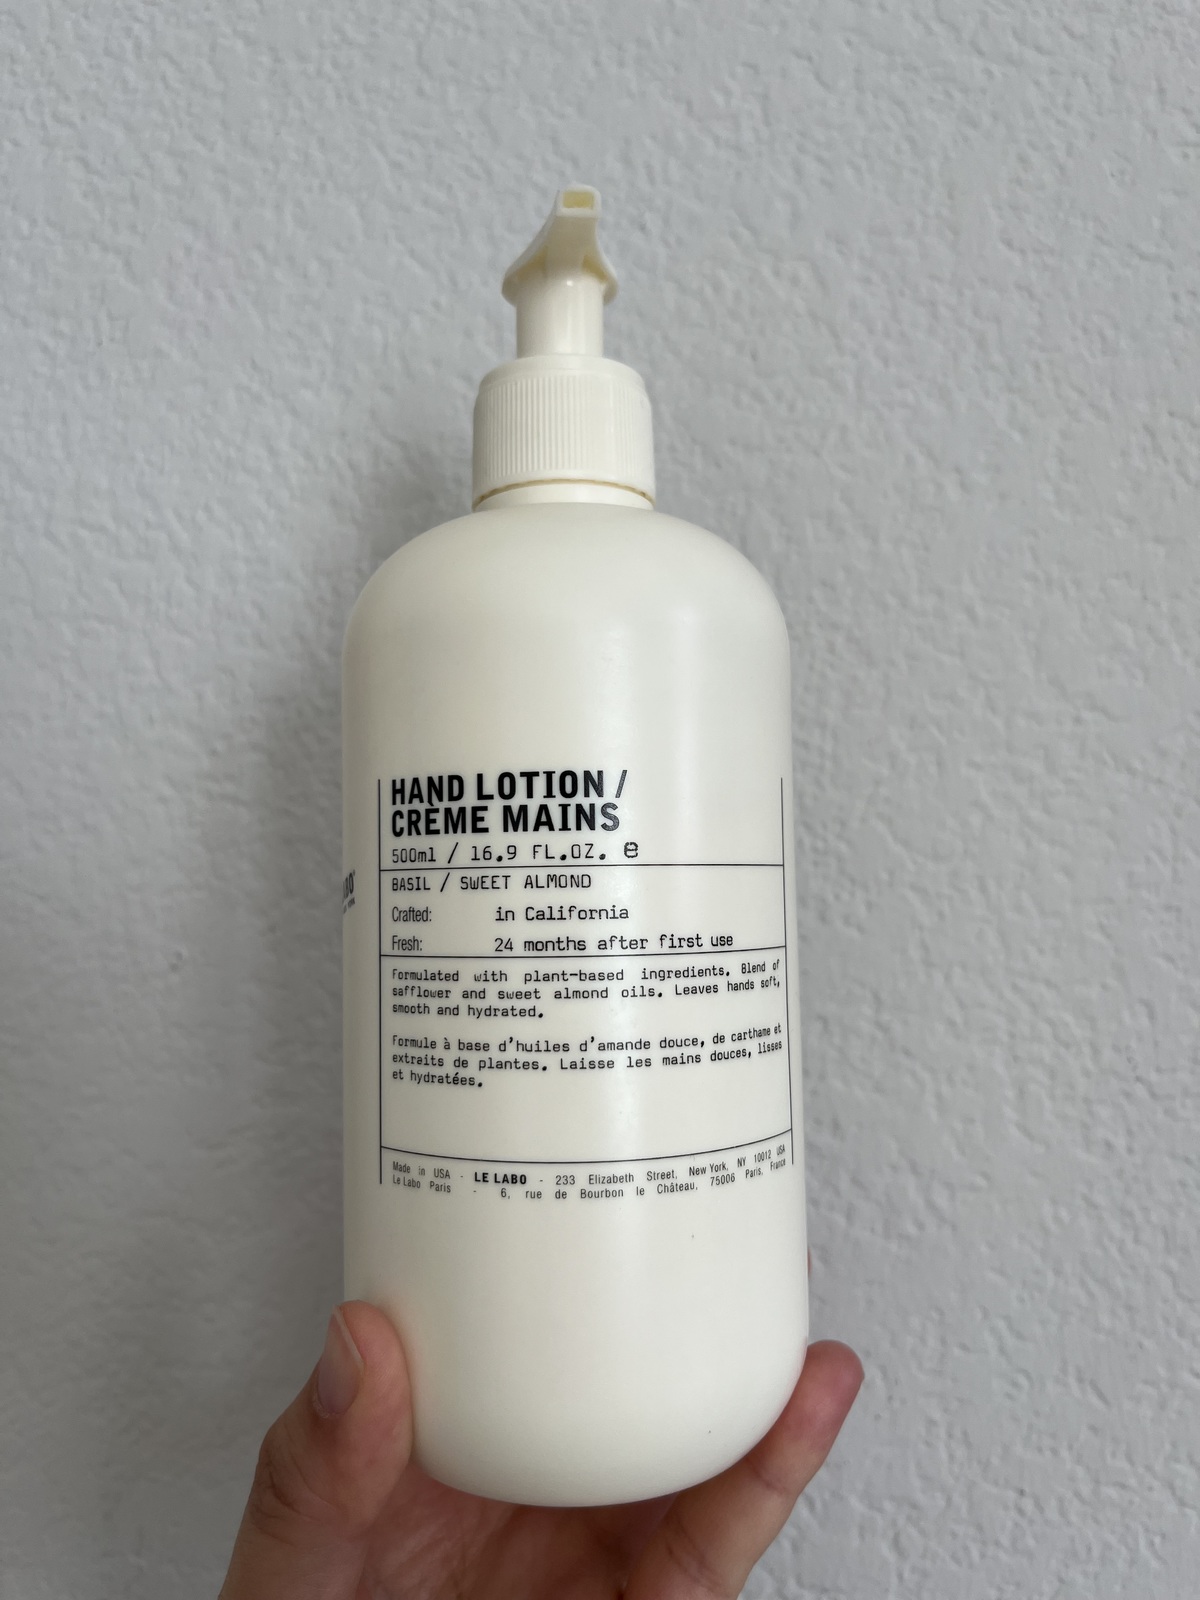 HAND LOTION /
CRÈME MAINS
500ml / 16.9 FL.OZ. ℮
BASIL / SWEET ALMOND
Crafted: in California
Fresh: 24 months after first use
Formulated with plant-based ingredients. Blend of
safflower and sweet almond oils. Leaves hands soft,
smooth and hydrated.
Formule à base d'huiles d'amande douce, de carthame et
extraits de plantes. Laisse les mains douces, lisses
et hydratées.
Made in USA - LE LABO - 233 Elizabeth Street, New York, NY 10012 USA
Le Labo Paris - 6, rue de Bourbon le Château, 75006 Paris, France